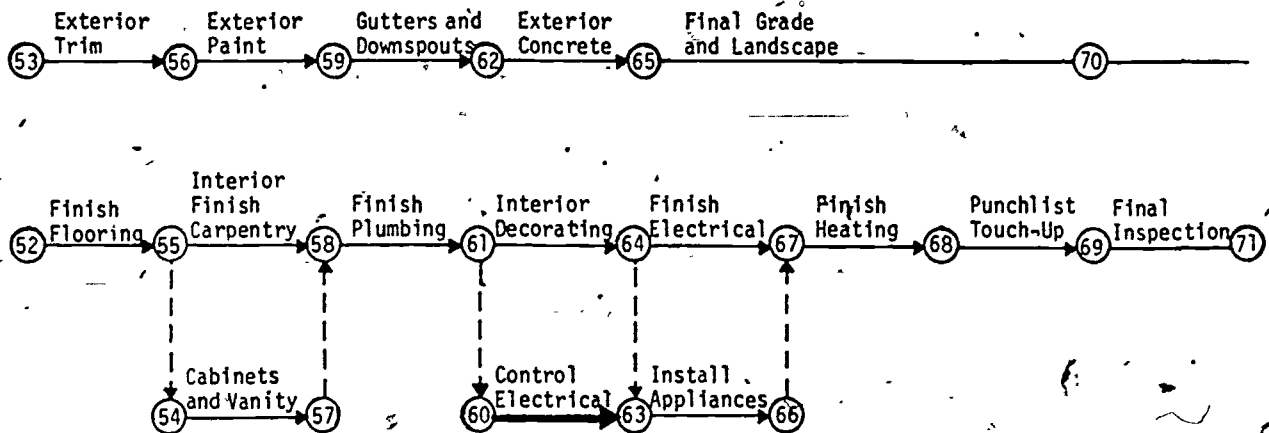 Exterior Trim
Exterior Paint
Gutters and Downspouts
Exterior Concrete
Final Grade and Landscape
53
56
59
62
65
70
Finish Flooring
Interior Finish Carpentry
Finish Plumbing
Interior Decorating
Finish Electrical
Finish Heating
Punchlist Touch-Up
Final Inspection
52
55
58
61
64
67
68
69
71
Cabinets and Vanity
Control Electrical
Install Appliances
54
57
60
63
66